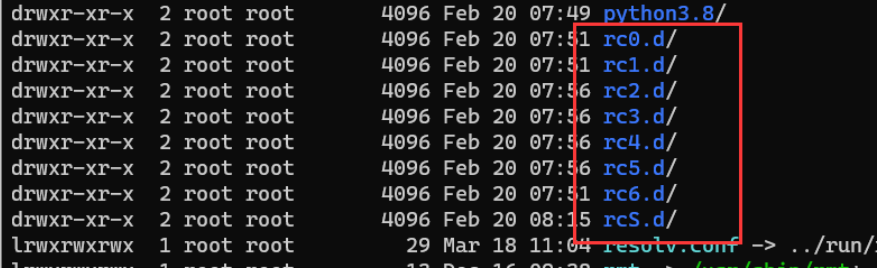 drwxr-xr-x 2 root root 4096 Feb 20 07:49 python3.8/
drwxr-xr-x 2 root root 4096 Feb 20 07:51 rc0.d/
drwxr-xr-x 2 root root 4096 Feb 20 07:51 rc1.d/
drwxr-xr-x 2 root root 4096 Feb 20 07:56 rc2.d/
drwxr-xr-x 2 root root 4096 Feb 20 07:56 rc3.d/
drwxr-xr-x 2 root root 4096 Feb 20 07:56 rc4.d/
drwxr-xr-x 2 root root 4096 Feb 20 07:56 rc5.d/
drwxr-xr-x 2 root root 4096 Feb 20 07:51 rc6.d/
drwxr-xr-x 2 root root 4096 Feb 20 08:15 rcS.d/
lrwxrwxrwx 1 root root 29 Mar 18 11:04 resolv.conf -> ../run/